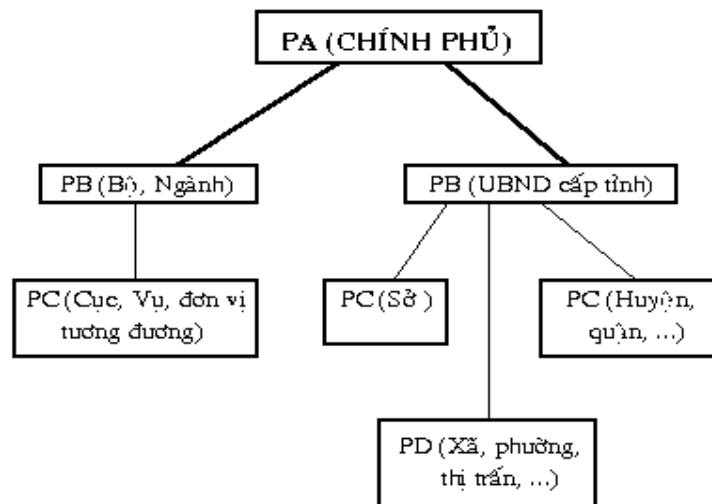 PA (CHÍNH PHỦ)
PB (Bộ, Ngành)
PB (UBND cấp tỉnh)
PC (Cục, Vụ, đơn vị
tương đương)
PC (Sở )
PC (Huyện,
quận, ...)
PD (Xã, phường,
thị trấn, ...)